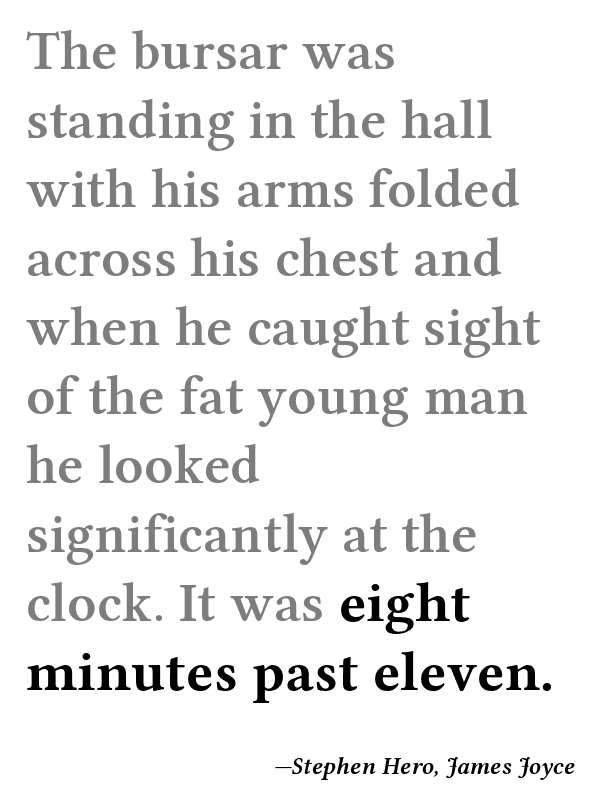 The bursar was
standing in the hall
with his arms folded
across his chest and
when he caught sight
of the fat young man
he looked
significantly at the
clock. It was eight
minutes past eleven.
—Stephen Hero, James Joyce